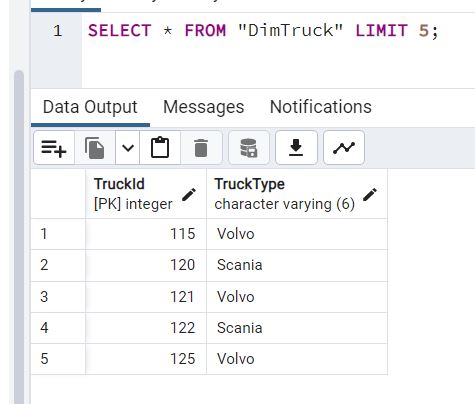 1 SELECT * FROM "DimTruck" LIMIT 5;
Data Output Messages Notifications
TruckId TruckType
[PK] integer character varying (6)
1 115 Volvo
2 120 Scania
3 121 Volvo
4 122 Scania
5 125 Volvo